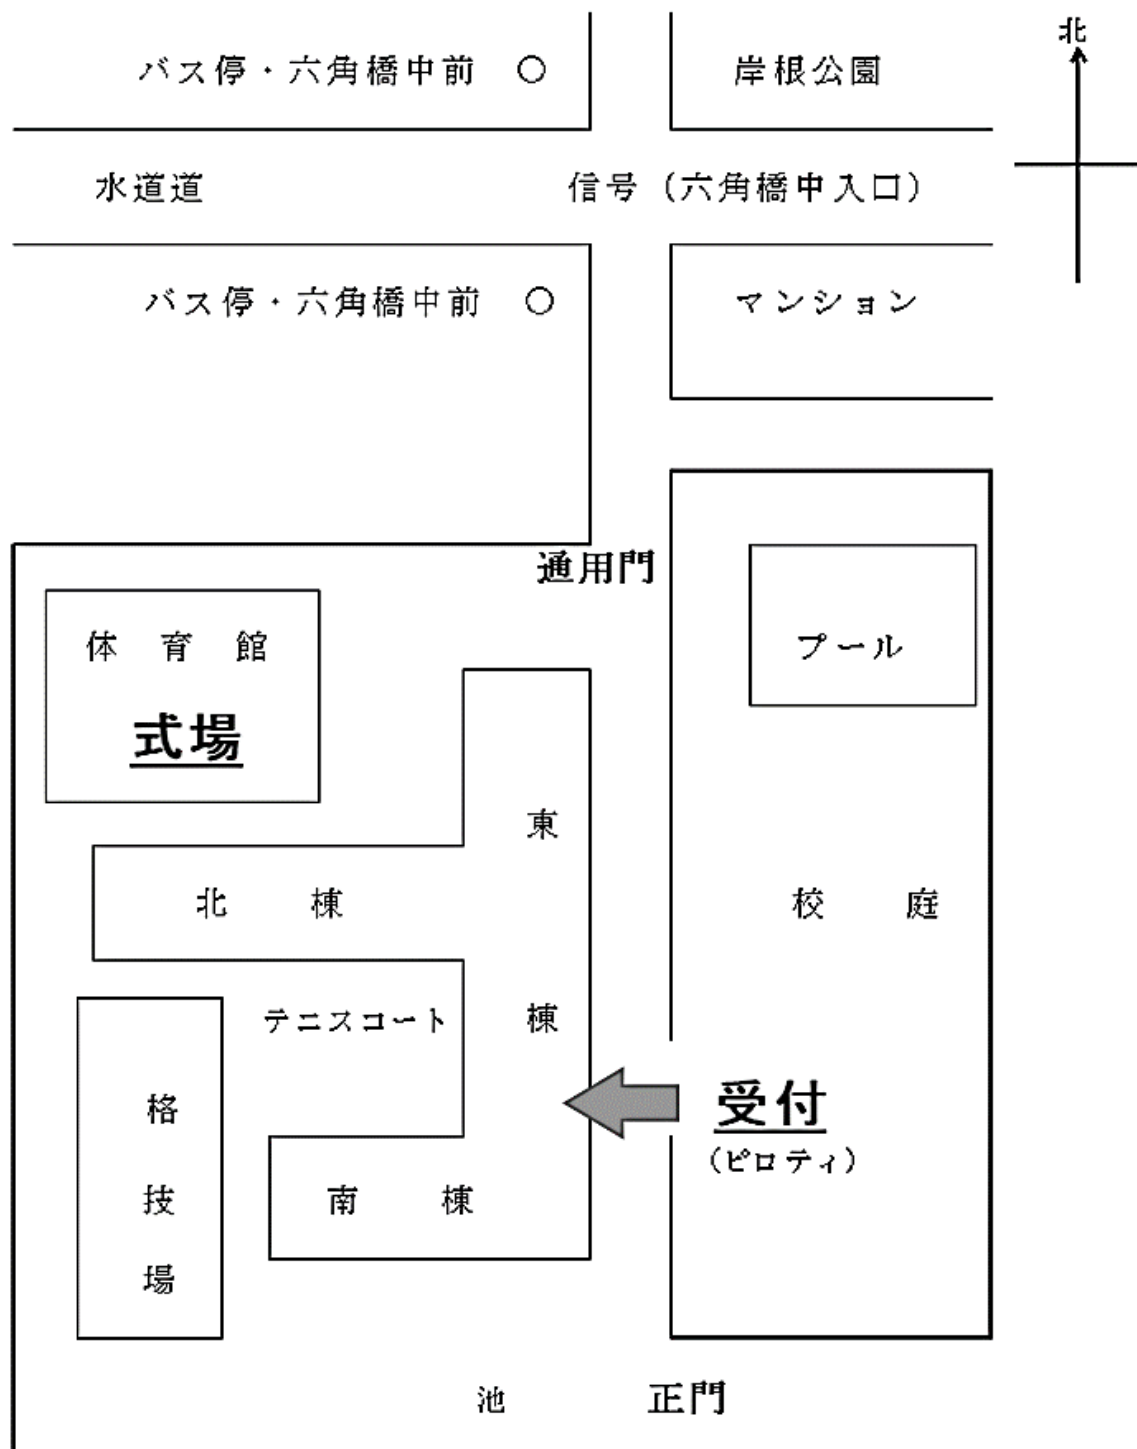 北
バス停・六角橋中前 ○
岸根公園
水道道
信号（六角橋中入口）
バス停・六角橋中前 ○
マンション
通用門
体育館
式場
プール
東棟
北棟
校庭
テニスコート
格技場
受付
（ピロティ）
南棟
池
正門